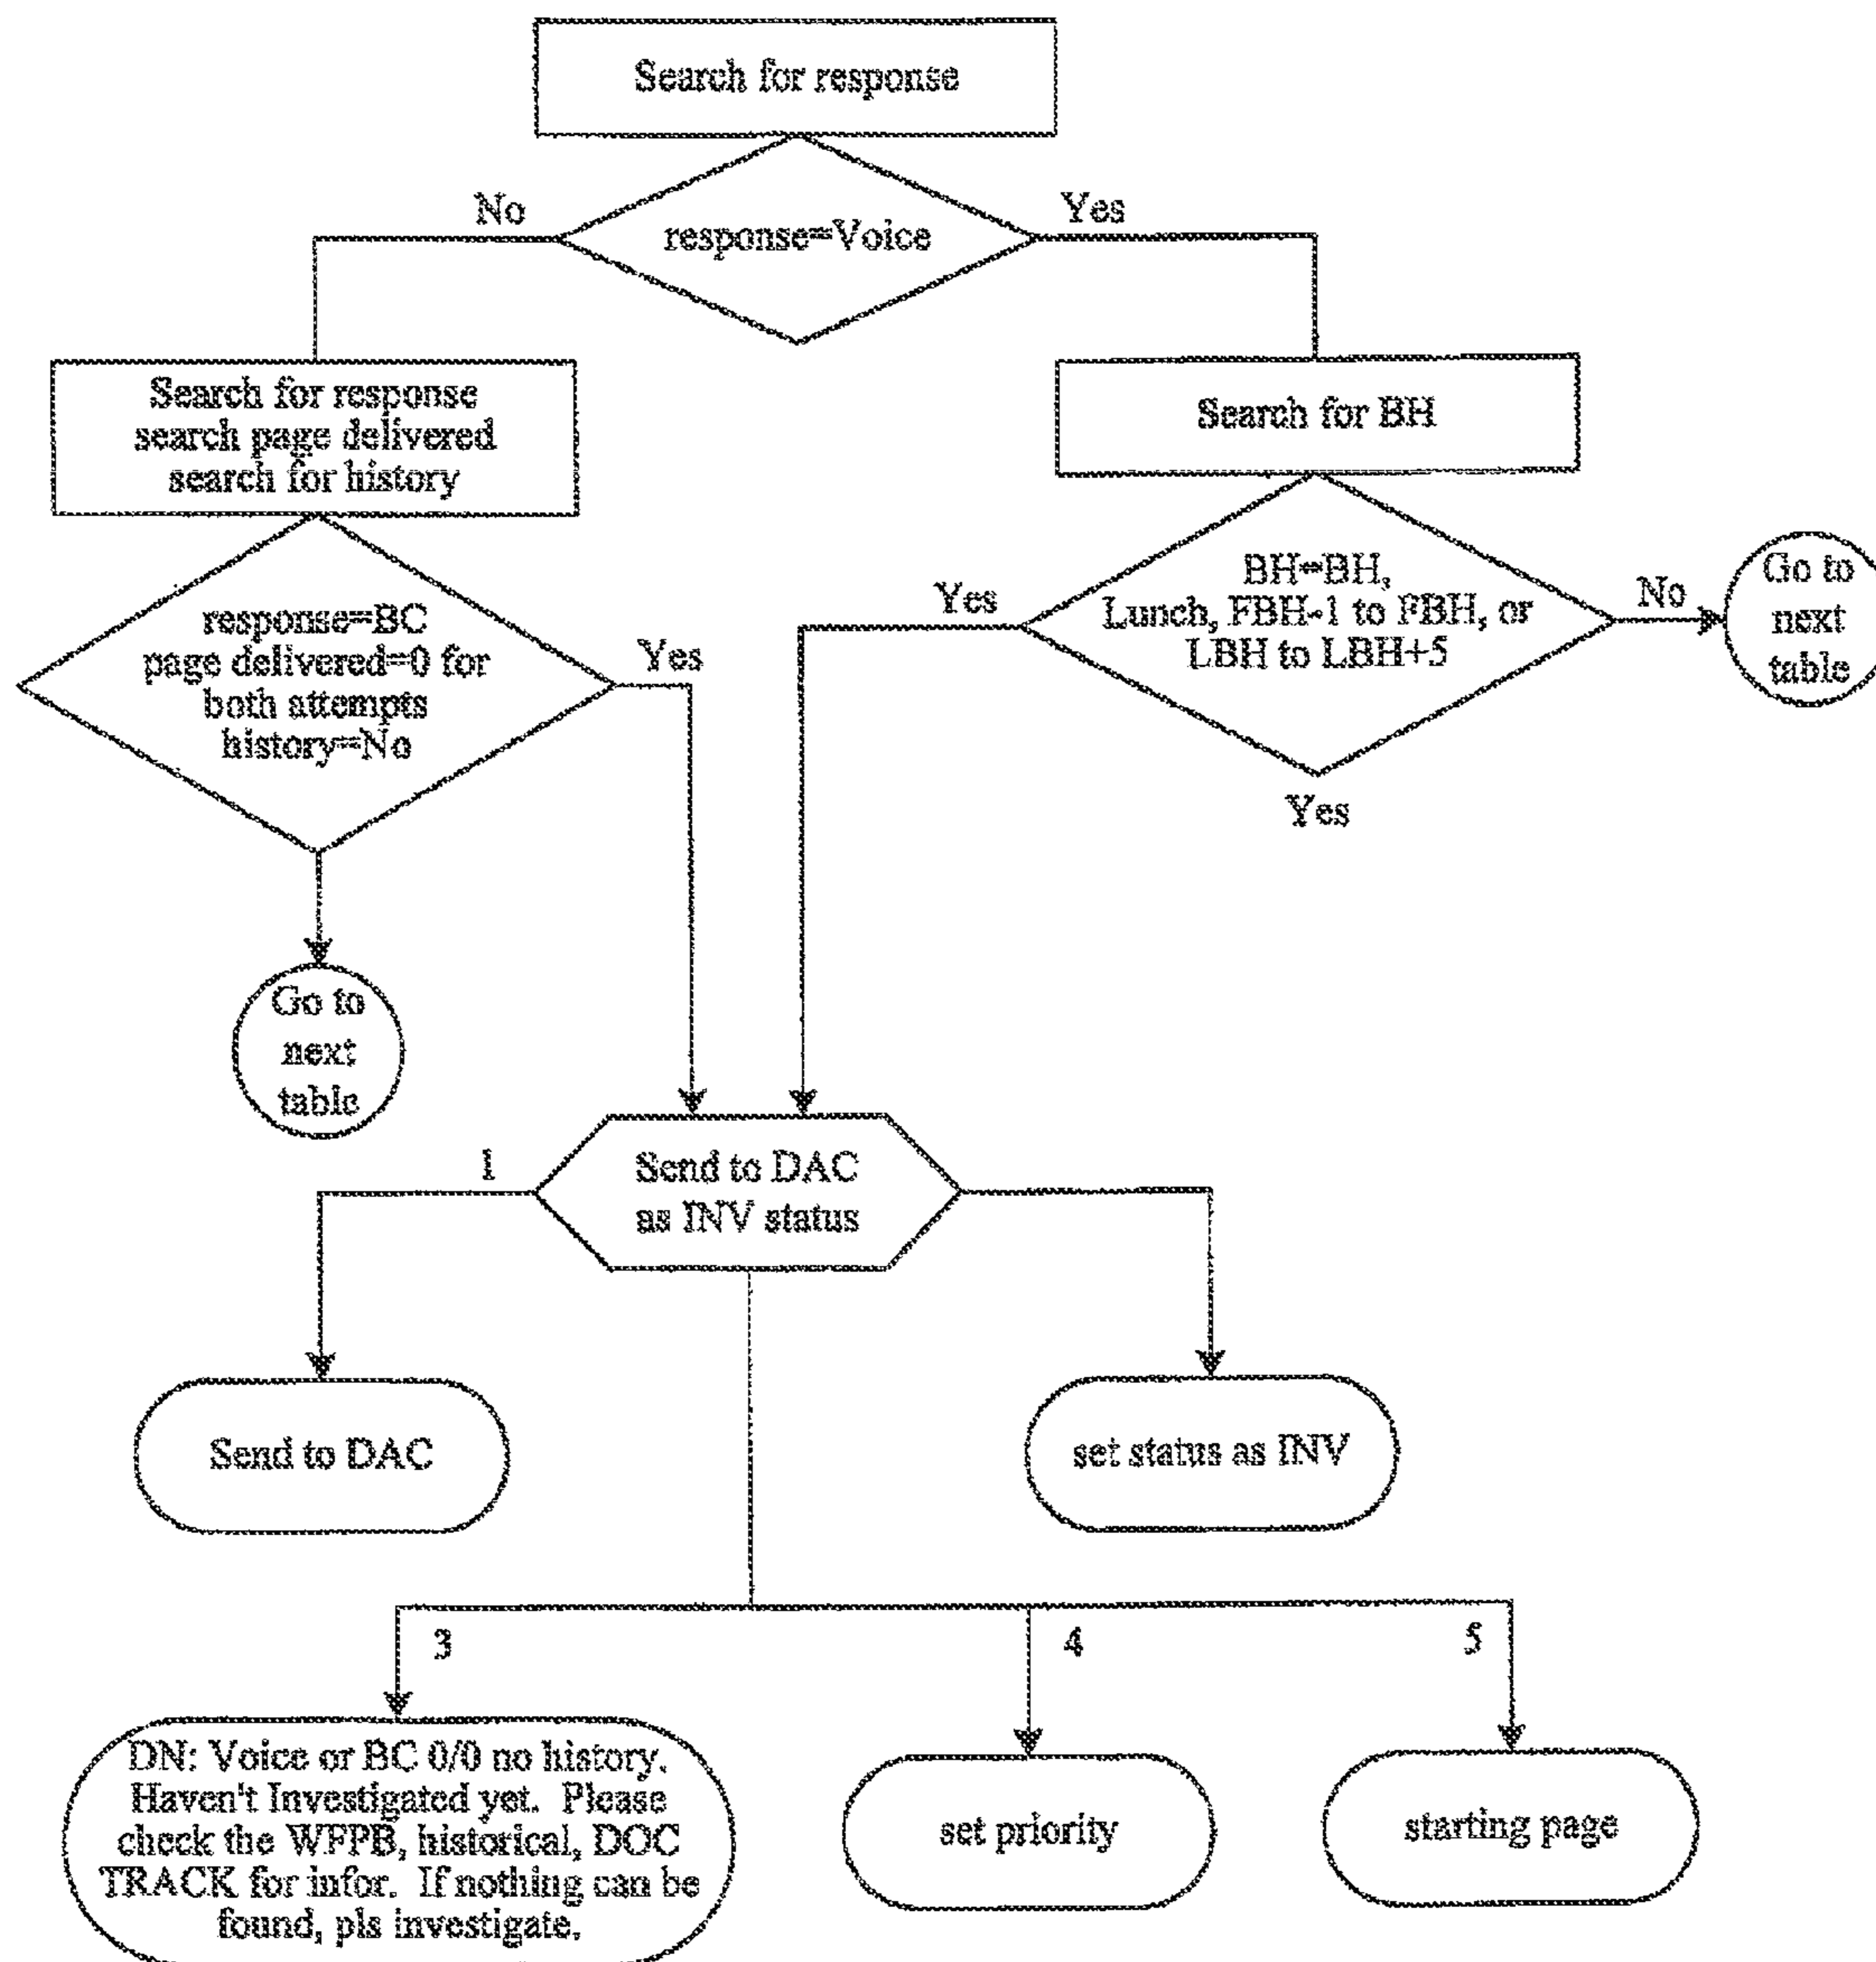 Search for response
No
Yes
response=Voice
Search for response
search page delivered
search for history
Search for BH
response=BC
page delivered=0 for
both attempts
history=No
Yes
Yes
BH=BH,
Lunch, FBH-1 to FBH, or
LBH to LBH+5
No
Go to
next
table
Yes
Go to
next
table
1
Send to DAC
as INV status
Send to DAC
set status as INV
3
4
5
DN: Voice or BC 0/0 no history.
Haven't Investigated yet. Please
check the WFPB, historical, DOC
TRACK for infor. If nothing can be
found, pls investigate.
set priority
starting page